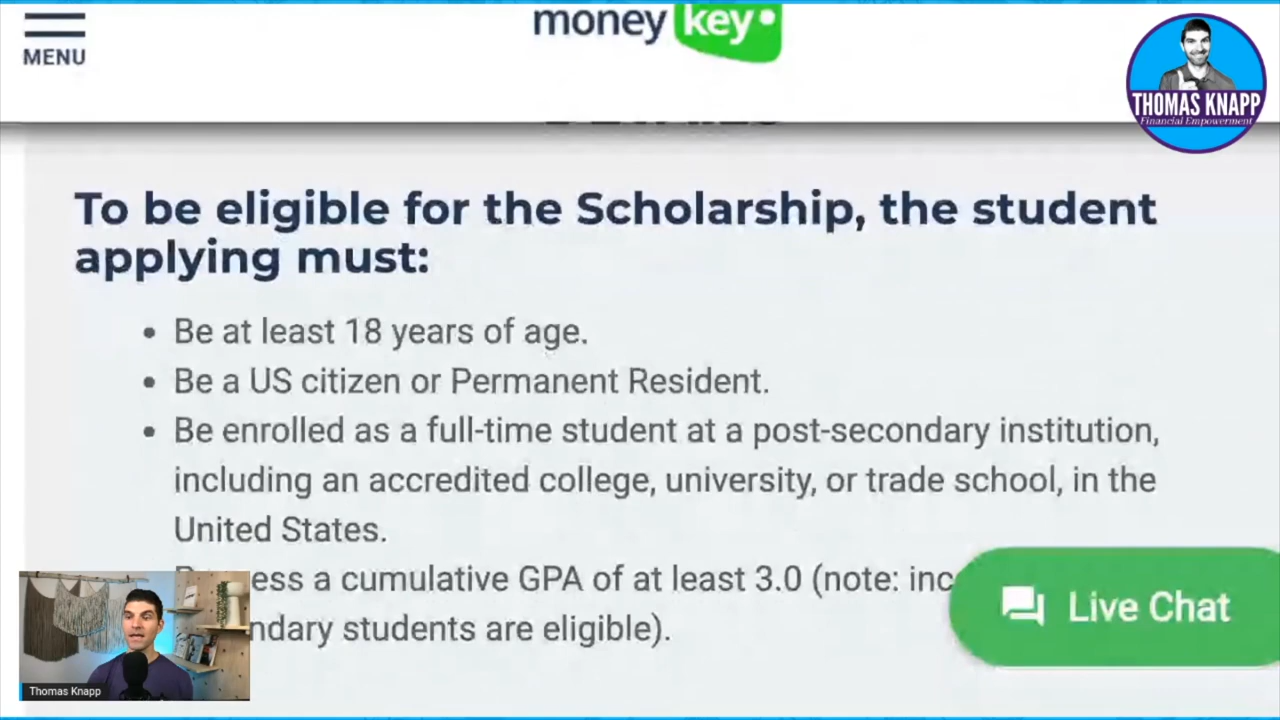 money key
MENU
THOMAS KNAPP
Financial Empowerment
To be eligible for the Scholarship, the student
applying must:
• Be at least 18 years of age.
• Be a US citizen or Permanent Resident.
• Be enrolled as a full-time student at a post-secondary institution,
including an accredited college, university, or trade school, in the
United States.
ess a cumulative GPA of at least 3.0 (note: inc
ndary students are eligible).
Live Chat
Thomas Knapp